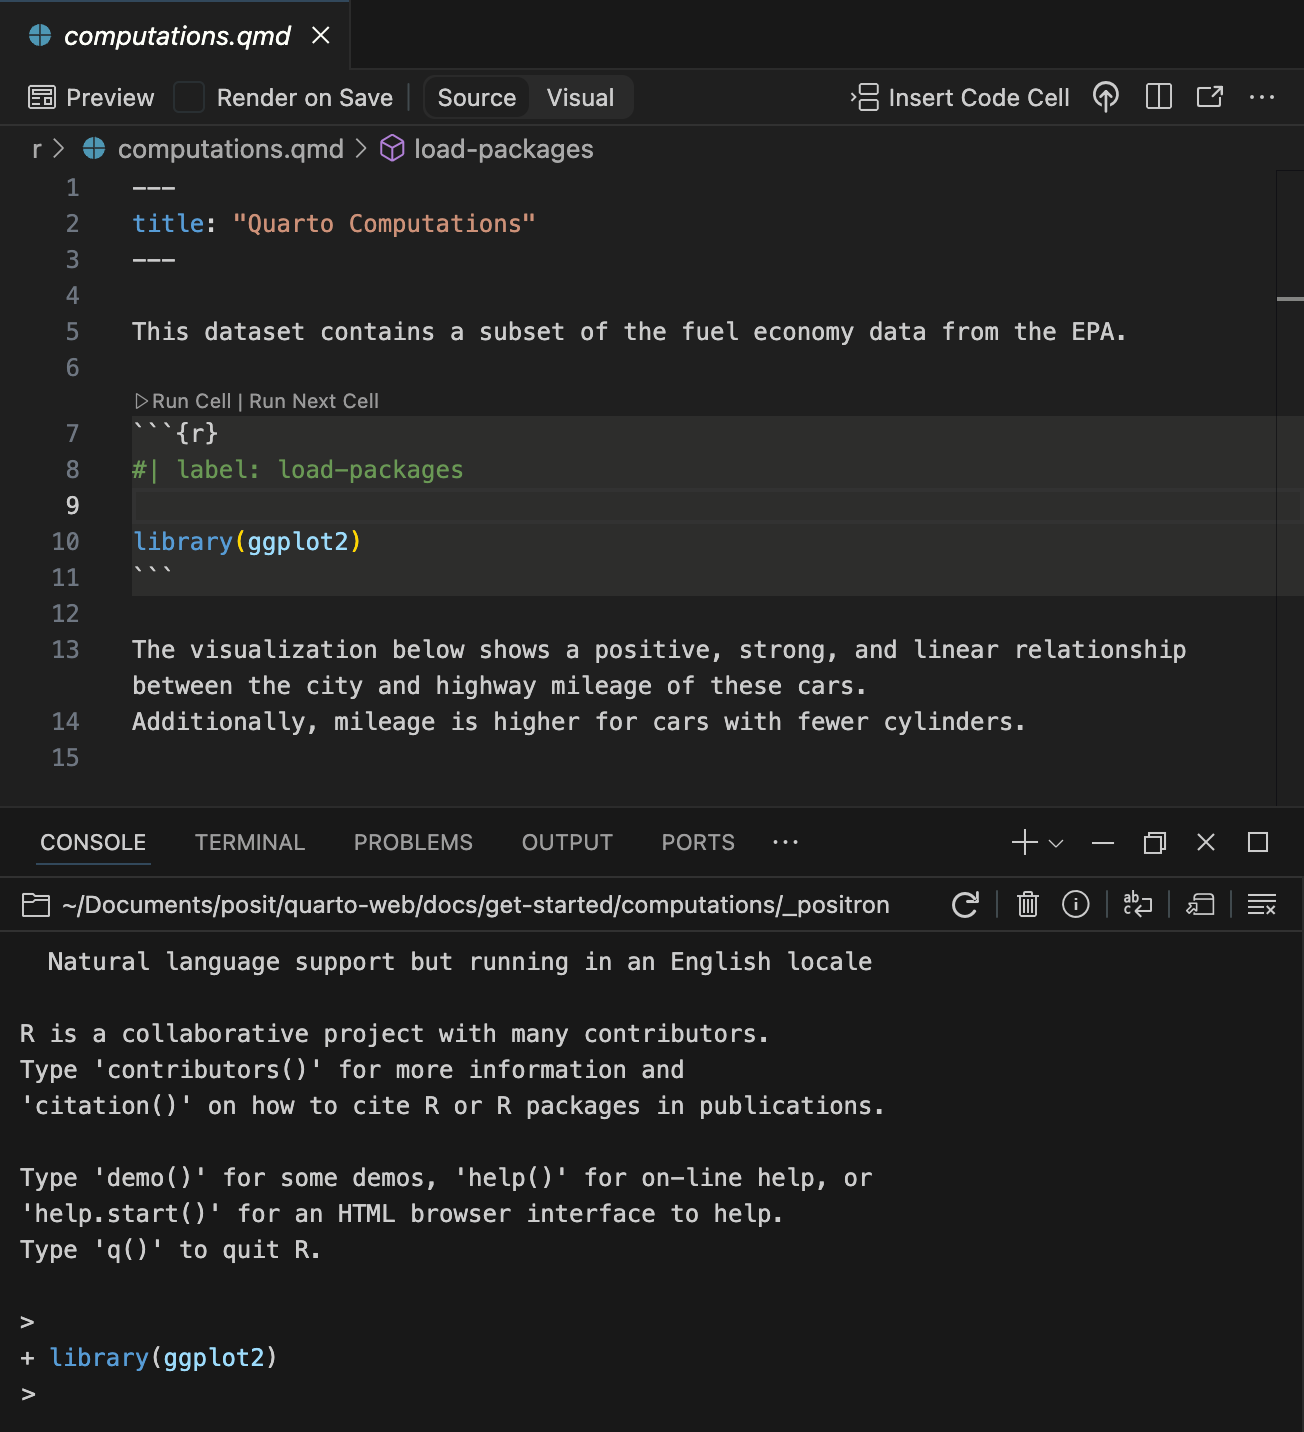 computations.qmd
Preview Render on Save Source Visual Insert Code Cell
r > computations.qmd > load-packages
1 ---
2 title: "Quarto Computations"
3 ---
4
5 This dataset contains a subset of the fuel economy data from the EPA.
6
Run Cell | Run Next Cell
7 ```{r}
8 #| label: load-packages
9
10 library(ggplot2)
11 ```
12
13 The visualization below shows a positive, strong, and linear relationship
between the city and highway mileage of these cars.
14 Additionally, mileage is higher for cars with fewer cylinders.
15
CONSOLE TERMINAL PROBLEMS OUTPUT PORTS ···
~/Documents/posit/quarto-web/docs/get-started/computations/_positron
Natural language support but running in an English locale
R is a collaborative project with many contributors.
Type 'contributors()' for more information and
'citation()' on how to cite R or R packages in publications.
Type 'demo()' for some demos, 'help()' for on-line help, or
'help.start()' for an HTML browser interface to help.
Type 'q()' to quit R.
>
+ library(ggplot2)
>